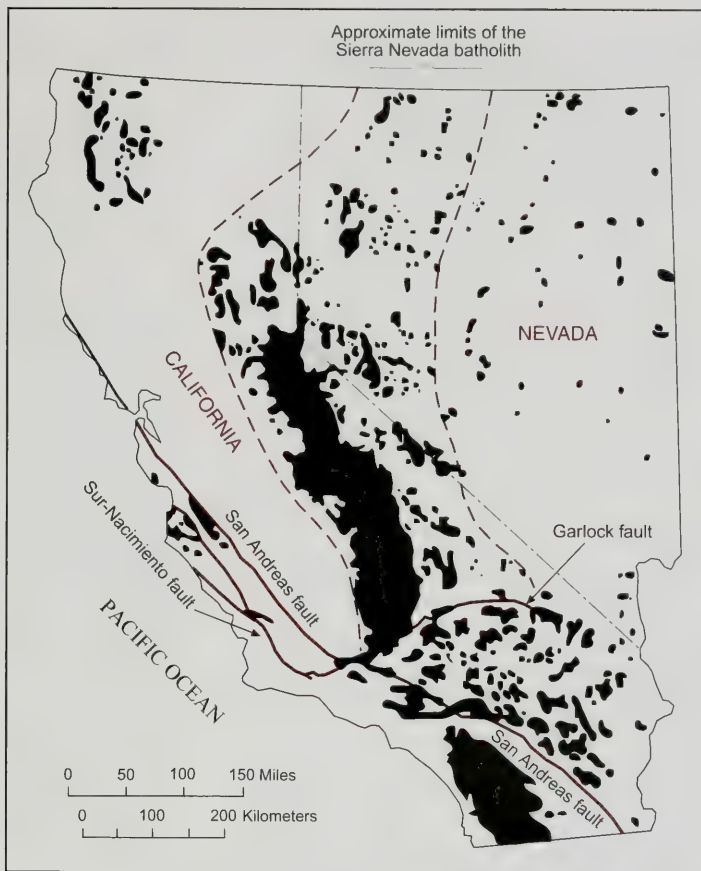 Approximate limits of the
Sierra Nevada batholith
NEVADA
CALIFORNIA
Garlock fault
San Andreas fault
Sur-Nacimiento fault
PACIFIC OCEAN
San Andreas fault
0 50 100 150 Miles
0 100 200 Kilometers